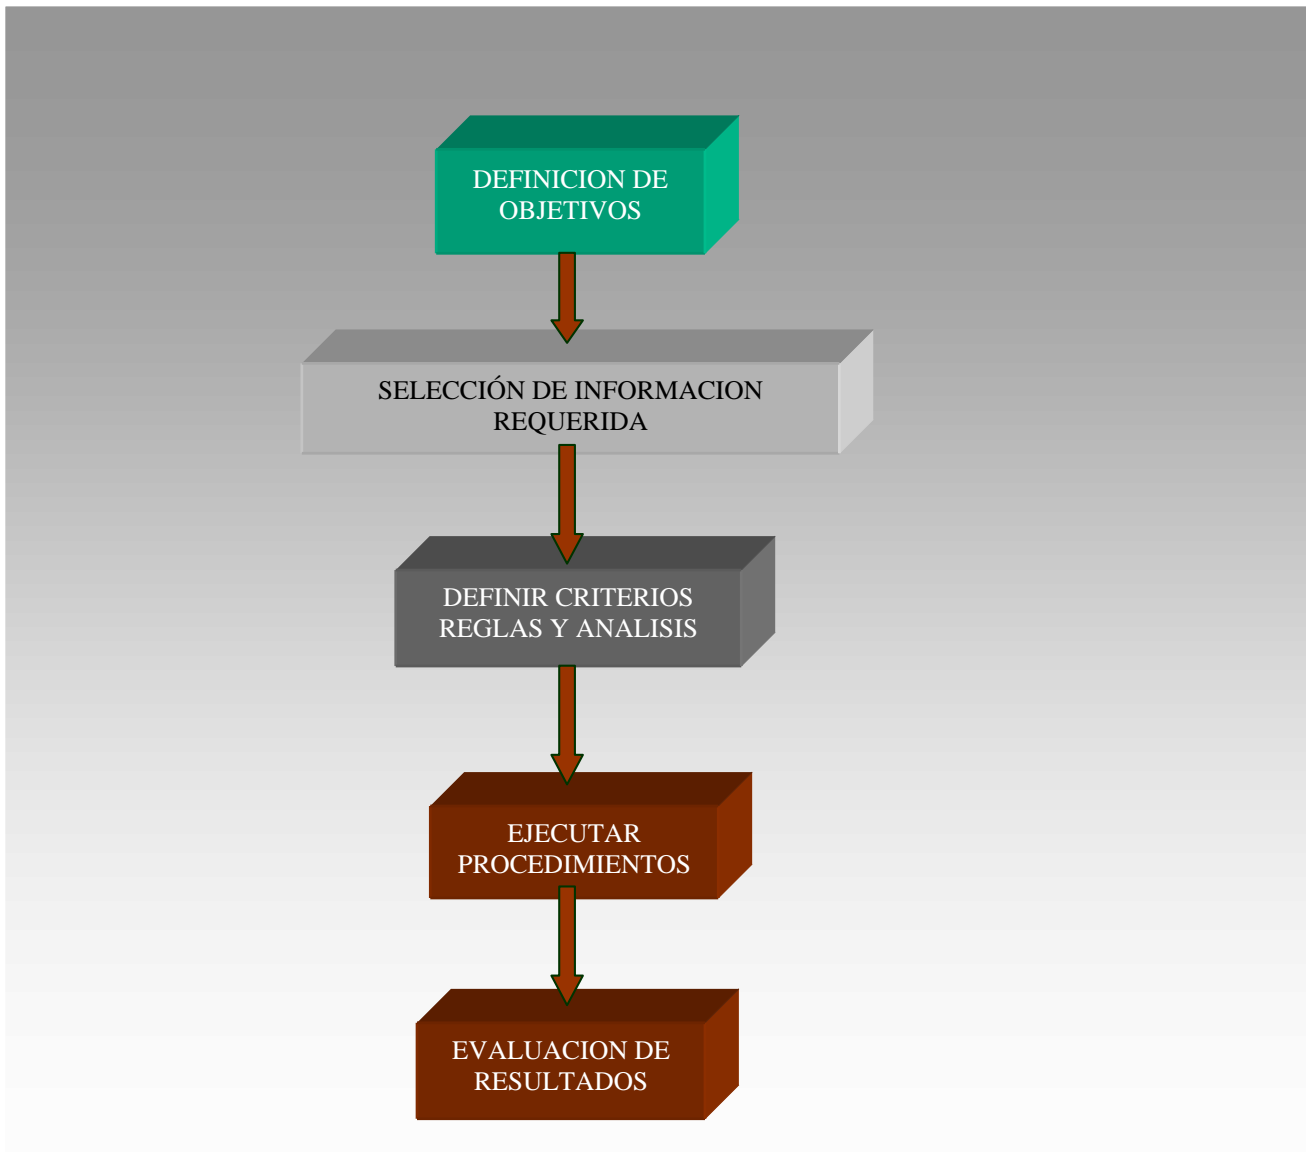 DEFINICION DE
OBJETIVOS
SELECCIÓN DE INFORMACION
REQUERIDA
DEFINIR CRITERIOS
REGLAS Y ANALISIS
EJECUTAR
PROCEDIMIENTOS
EVALUACION DE
RESULTADOS